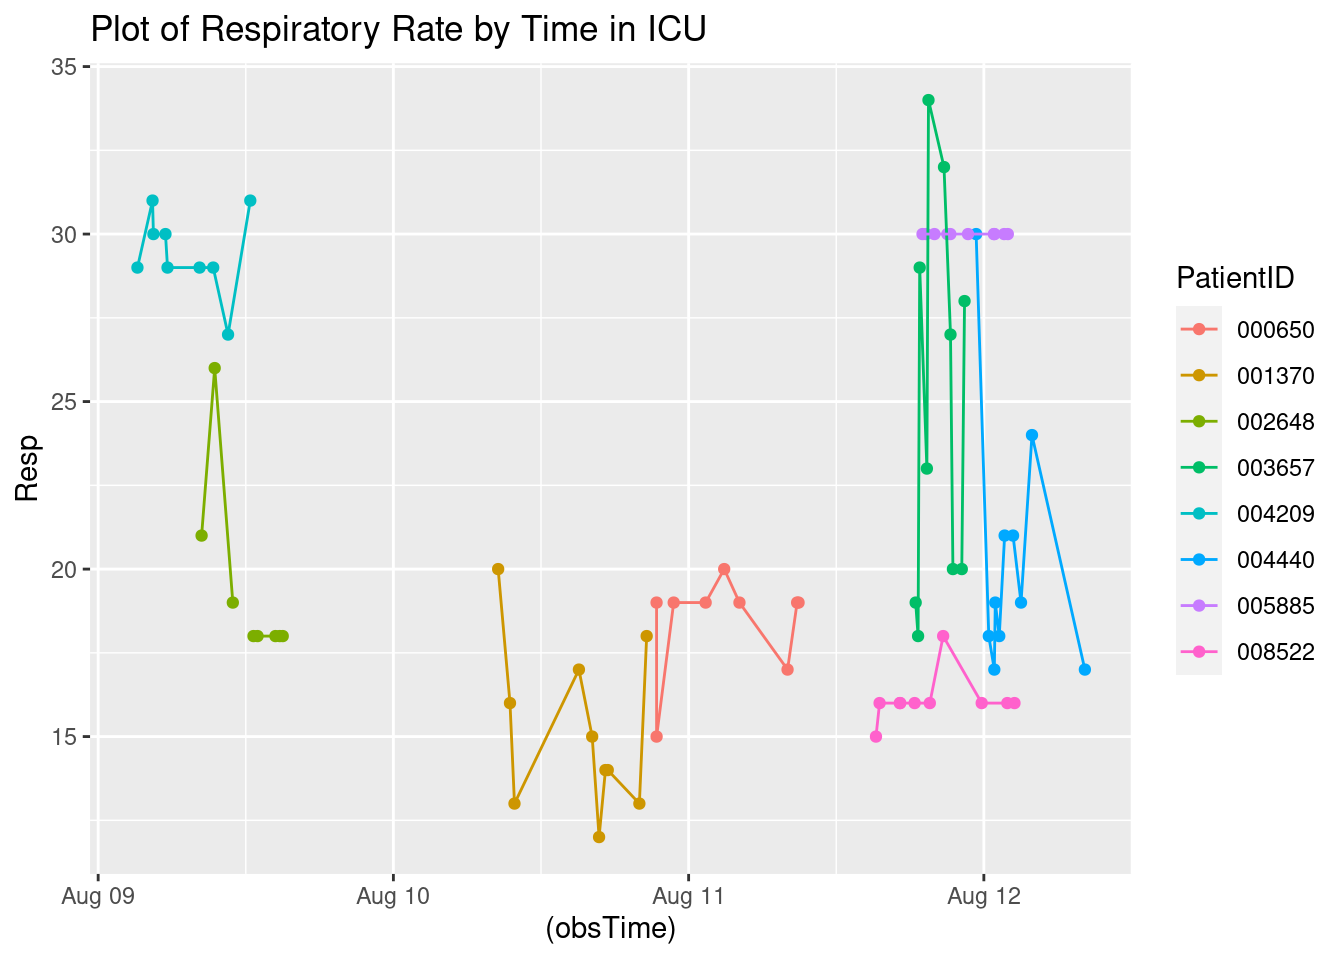 Plot of Respiratory Rate by Time in ICU
35
30
25
20
15
Resp
Aug 09
Aug 10
Aug 11
Aug 12
(obsTime)
PatientID
000650
001370
002648
003657
004209
004440
005885
008522